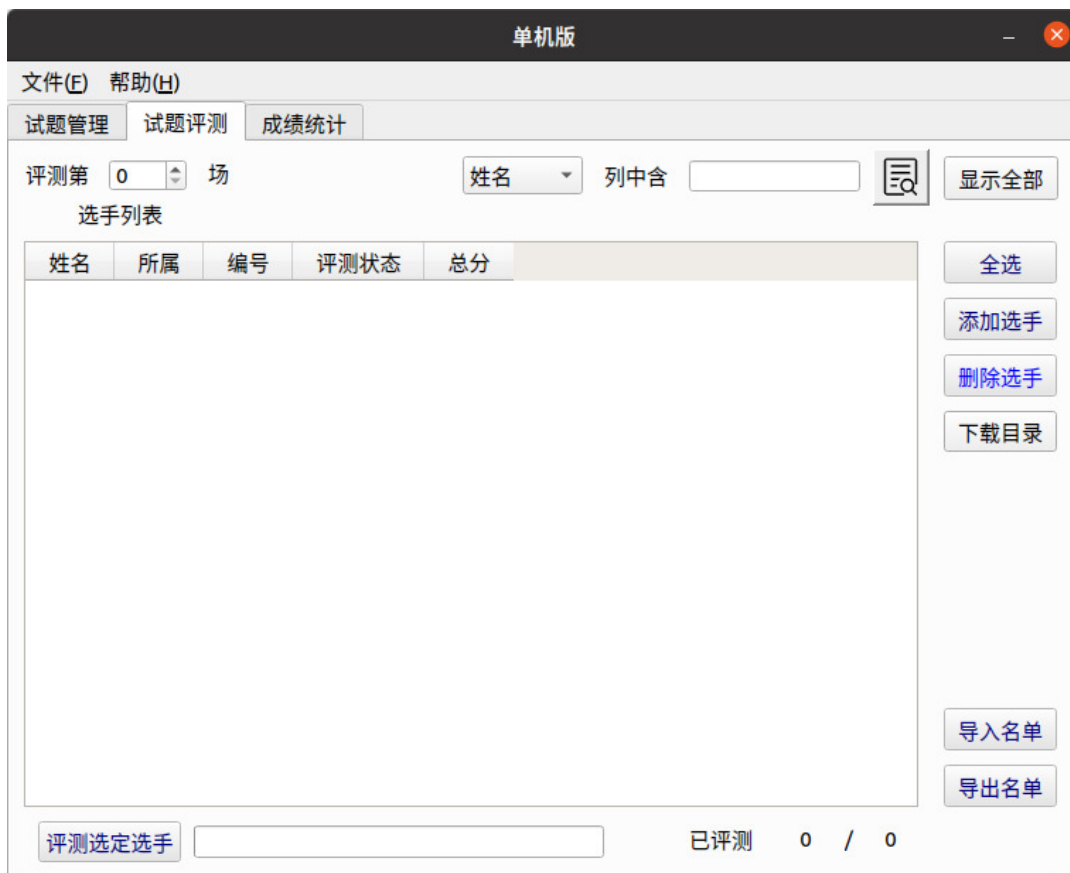 单机版
文件(F) 帮助(H)
试题管理 试题评测 成绩统计
评测第 0 场 姓名 列中含 显示全部
选手列表
姓名 所属 编号 评测状态 总分 全选
添加选手
删除选手
下载目录
导入名单
导出名单
评测选定选手 已评测 0 / 0